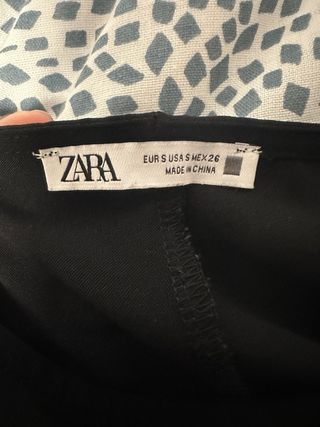 ZARA
EUR S USA S MEX 26
MADE IN CHINA